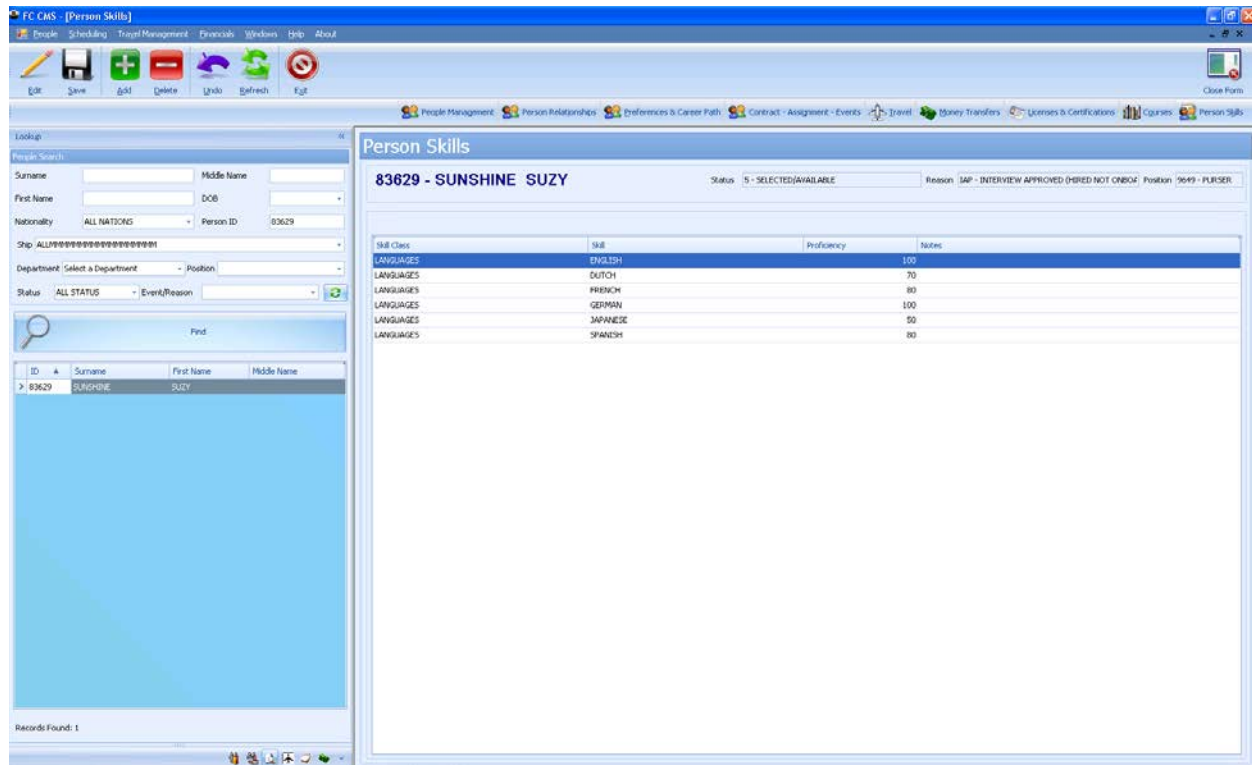 FC CMS - [Person Skills]
People Scheduling Travel Management Financials Windows Help About
Edit Save Add Delete Undo Refresh Exit
Close Form
People Management Person Relationships Preferences & Career Path Contract - Assignment - Events Travel Money Transfers Licenses & Certifications Courses Person Skills
Lookup
People Search
Surname Middle Name
First Name DOB
Nationality ALL NATIONS Person ID 83629
Ship
Department Select a Department Position
Status ALL STATUS Event/Reason
Find
ID Surname First Name Middle Name
> 83629 SUNSHINE SUZY
Records Found: 1
Person Skills
83629 - SUNSHINE SUZY Status 5 - SELECTED/AVAILABLE Reason IAP - INTERVIEW APPROVED (HIRED NOT Position 9649 - PURSER
Skill Class Skill Proficiency Notes
LANGUAGES ENGLISH 100
LANGUAGES DUTCH 70
LANGUAGES FRENCH 80
LANGUAGES GERMAN 100
LANGUAGES JAPANESE 50
LANGUAGES SPANISH 80